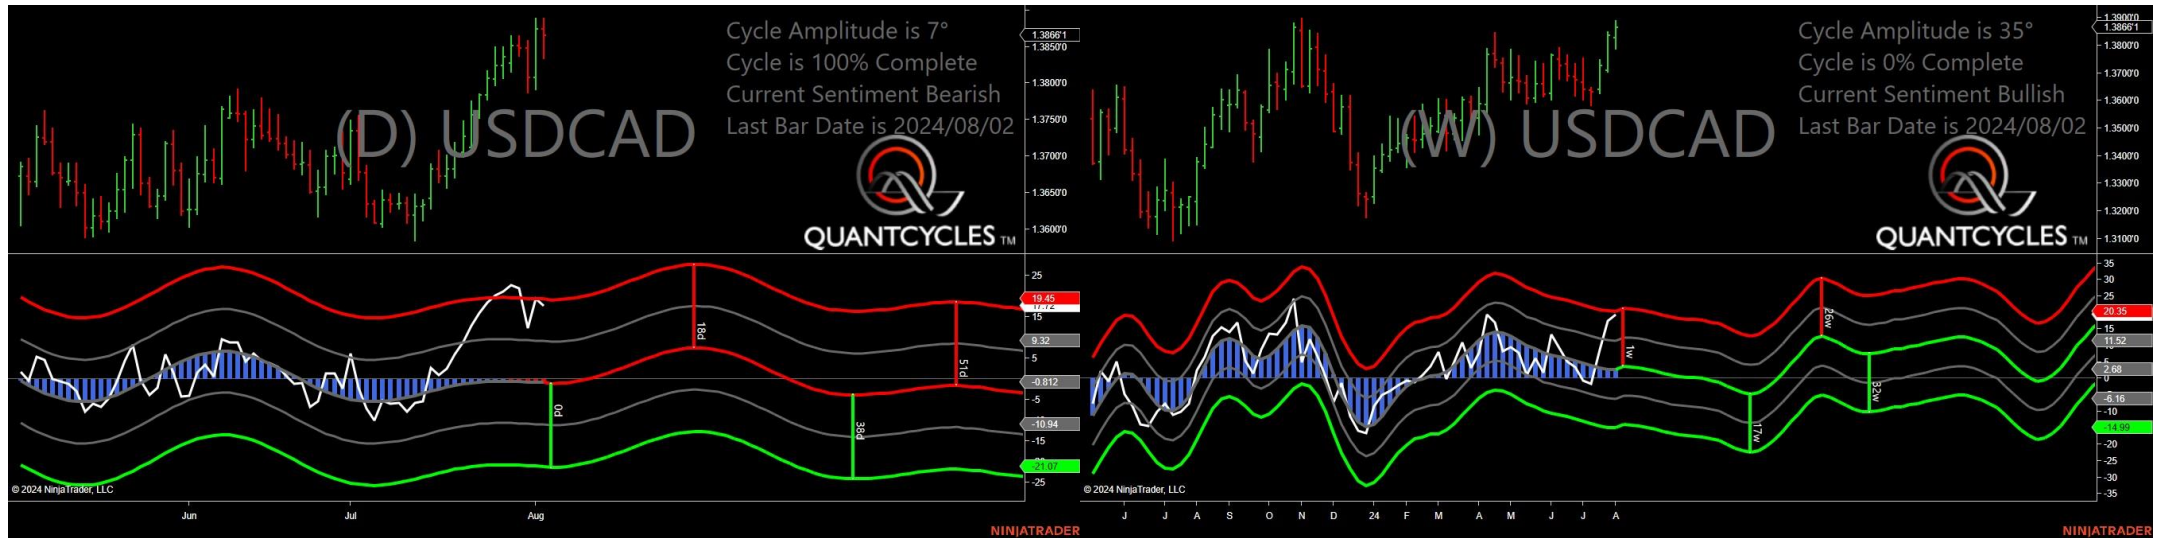 Cycle Amplitude is 7°
Cycle is 100% Complete
Current Sentiment Bearish
Last Bar Date is 2024/08/02
(D) USDCAD
QUANTCYCLES TM
1.3866'1
1.3850'0
1.3800'0
1.3750'0
1.3700'0
1.3650'0
1.3600'0
25
19.45
17.72
15
9.32
5
-0.812
-5
-10.94
-15
-21.07
-25
0d
18d
38d
51d
© 2024 NinjaTrader, LLC
Jun Jul Aug
NINJATRADER
Cycle Amplitude is 35°
Cycle is 0% Complete
Current Sentiment Bullish
Last Bar Date is 2024/08/02
(W) USDCAD
QUANTCYCLES TM
1.3900'0
1.3866'1
1.3800'0
1.3700'0
1.3600'0
1.3500'0
1.3400'0
1.3300'0
1.3200'0
1.3100'0
35
30
25
20.35
15
11.52
5
2.68
0
-6.16
-10
-14.99
-20
-25
-30
-35
1w
17w
26w
32w
© 2024 NinjaTrader, LLC
J J A S O N D 24 F M A M J J A
NINJATRADER